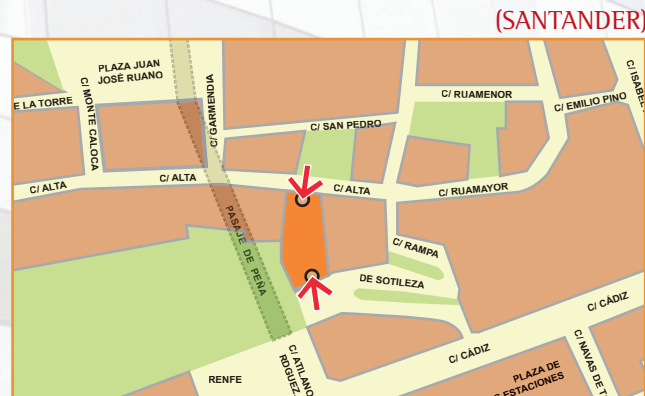 (SANTANDER)
PLAZA JUAN
JOSÉ RUANO
C/ GARMENDIA
C/ ISABEL
C/ RUAMENOR
C/ EMILIO PINO
E LA TORRE
C/ MONTE CALOCA
C/ SAN PEDRO
C/ ALTA
C/ ALTA
C/ ALTA
C/ RUAMAYOR
PASAJE DE PEÑA
C/ RAMPA
DE SOTILEZA
C/ CÁDIZ
C/ CÁDIZ
C/ ATILANO
RDGUEZ.
C/ NAVAS DE T
RENFE
PLAZA DE
ESTACIONES